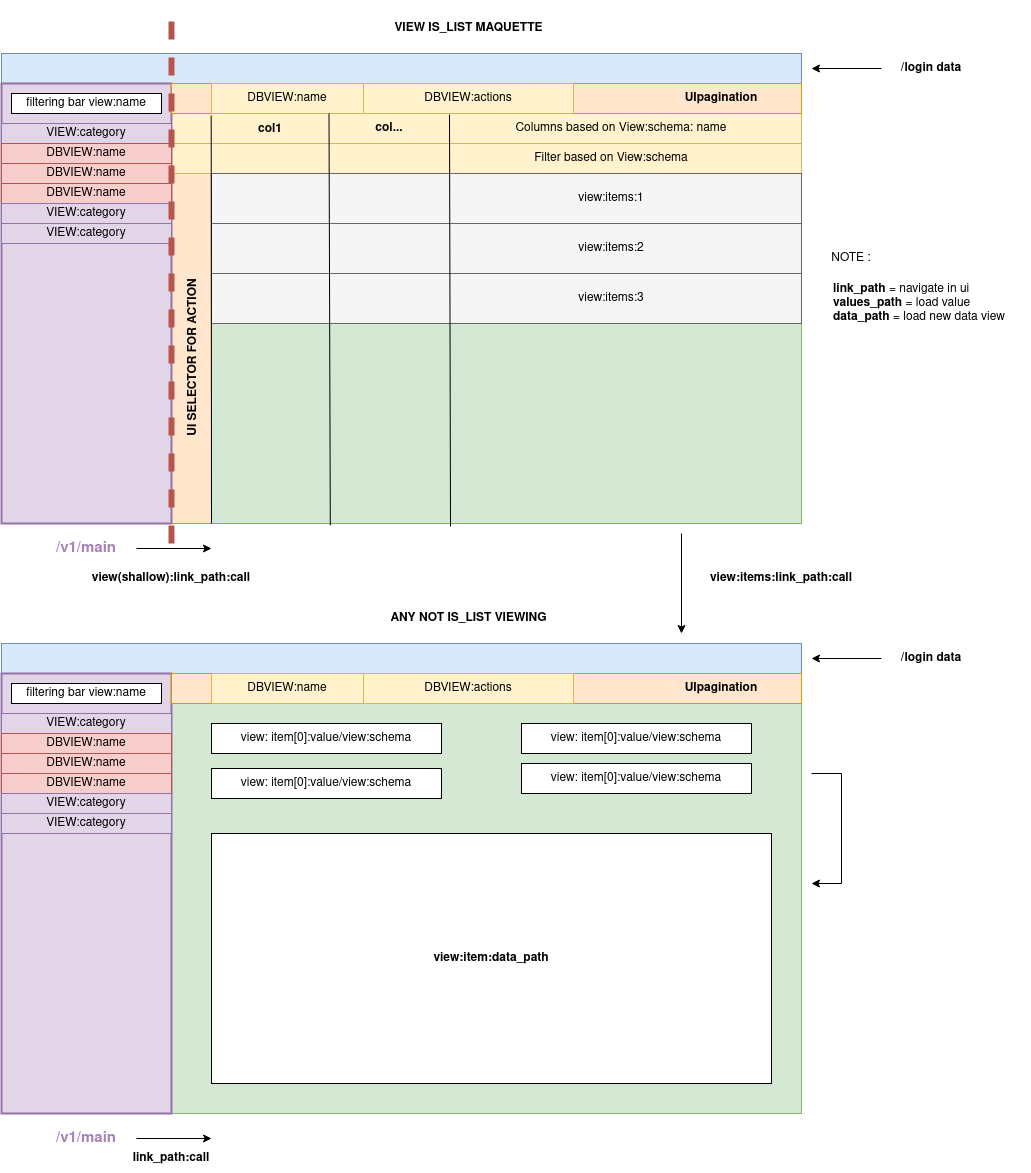 VIEW IS_LIST MAQUETTE
/login data
filtering bar view:name
DBVIEW:name
DBVIEW:actions
UIpagination
VIEW:category
col1
col...
Columns based on View:schema: name
DBVIEW:name
Filter based on View:schema
DBVIEW:name
DBVIEW:name
view:items:1
VIEW:category
VIEW:category
view:items:2
NOTE :
link_path = navigate in ui
values_path = load value
data_path = load new data view
view:items:3
UI SELECTOR FOR ACTION
/v1/main
view(shallow):link_path:call
view:items:link_path:call
ANY NOT IS_LIST VIEWING
/login data
filtering bar view:name
DBVIEW:name
DBVIEW:actions
UIpagination
VIEW:category
DBVIEW:name
DBVIEW:name
DBVIEW:name
VIEW:category
VIEW:category
view: item[0]:value/view:schema
view: item[0]:value/view:schema
view: item[0]:value/view:schema
view: item[0]:value/view:schema
view:item:data_path
/v1/main
link_path:call